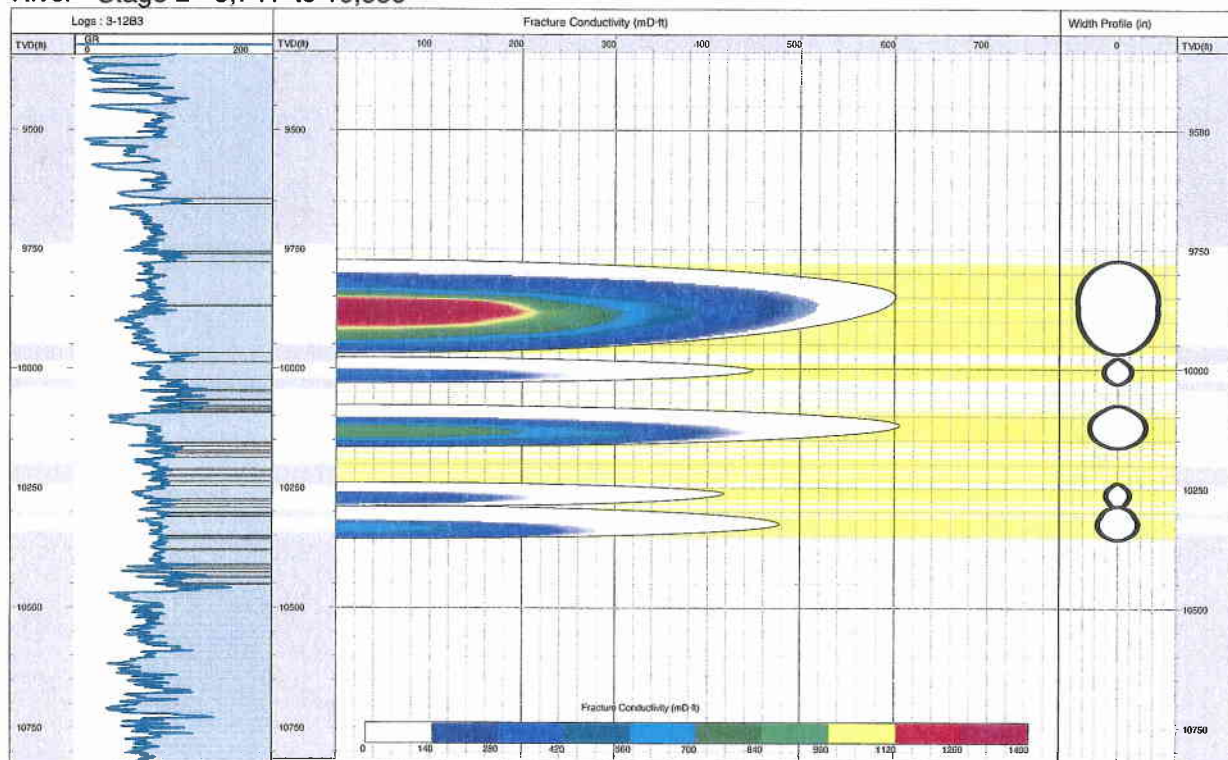 Logs : 3-12B3
Fracture Conductivity (mD·ft)
Width Profile (in)
TVD(ft)
GR
0 200
TVD(ft)
100 200 300 400 500 600 700
0
TVD(ft)
9500 9500 9500
9750 9750 9750
10000 10000 10000
10250 10250 10250
10500 10500 10500
10750 10750 10750
Fracture Conductivity (mD·ft)
0 140 280 420 560 700 840 980 1120 1260 1400